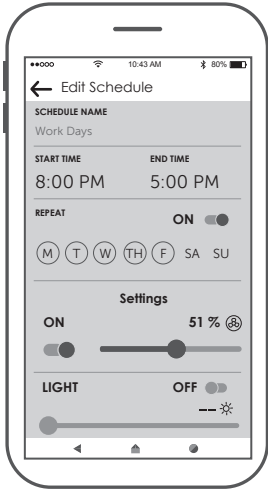 10:43 AM 80%
Edit Schedule
SCHEDULE NAME
Work Days
START TIME END TIME
8:00 PM 5:00 PM
REPEAT ON
M T W TH F SA SU
Settings
ON 51 %
LIGHT OFF
--